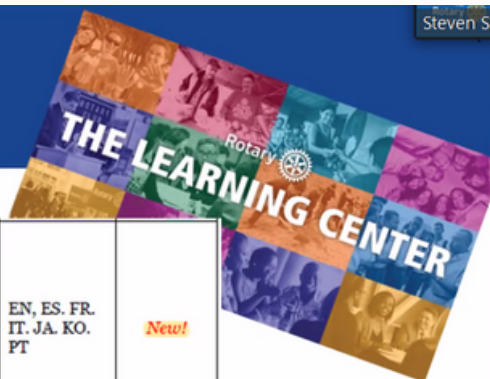 Steven S
Rotary
THE LEARNING CENTER
EN, ES. FR.
IT. JA. KO.
PT
New!